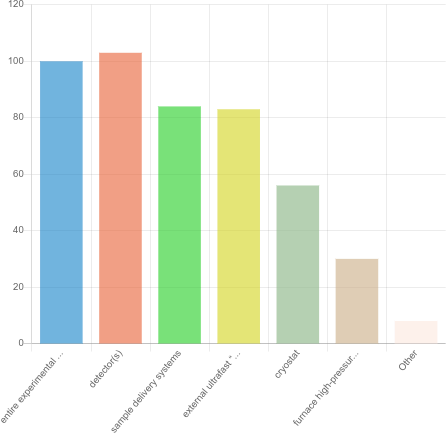 120
100
80
60
40
20
0
entire experimental ...
detector(s)
sample delivery systems
external ultrafast "...
cryostat
furnace high-pressur...
Other